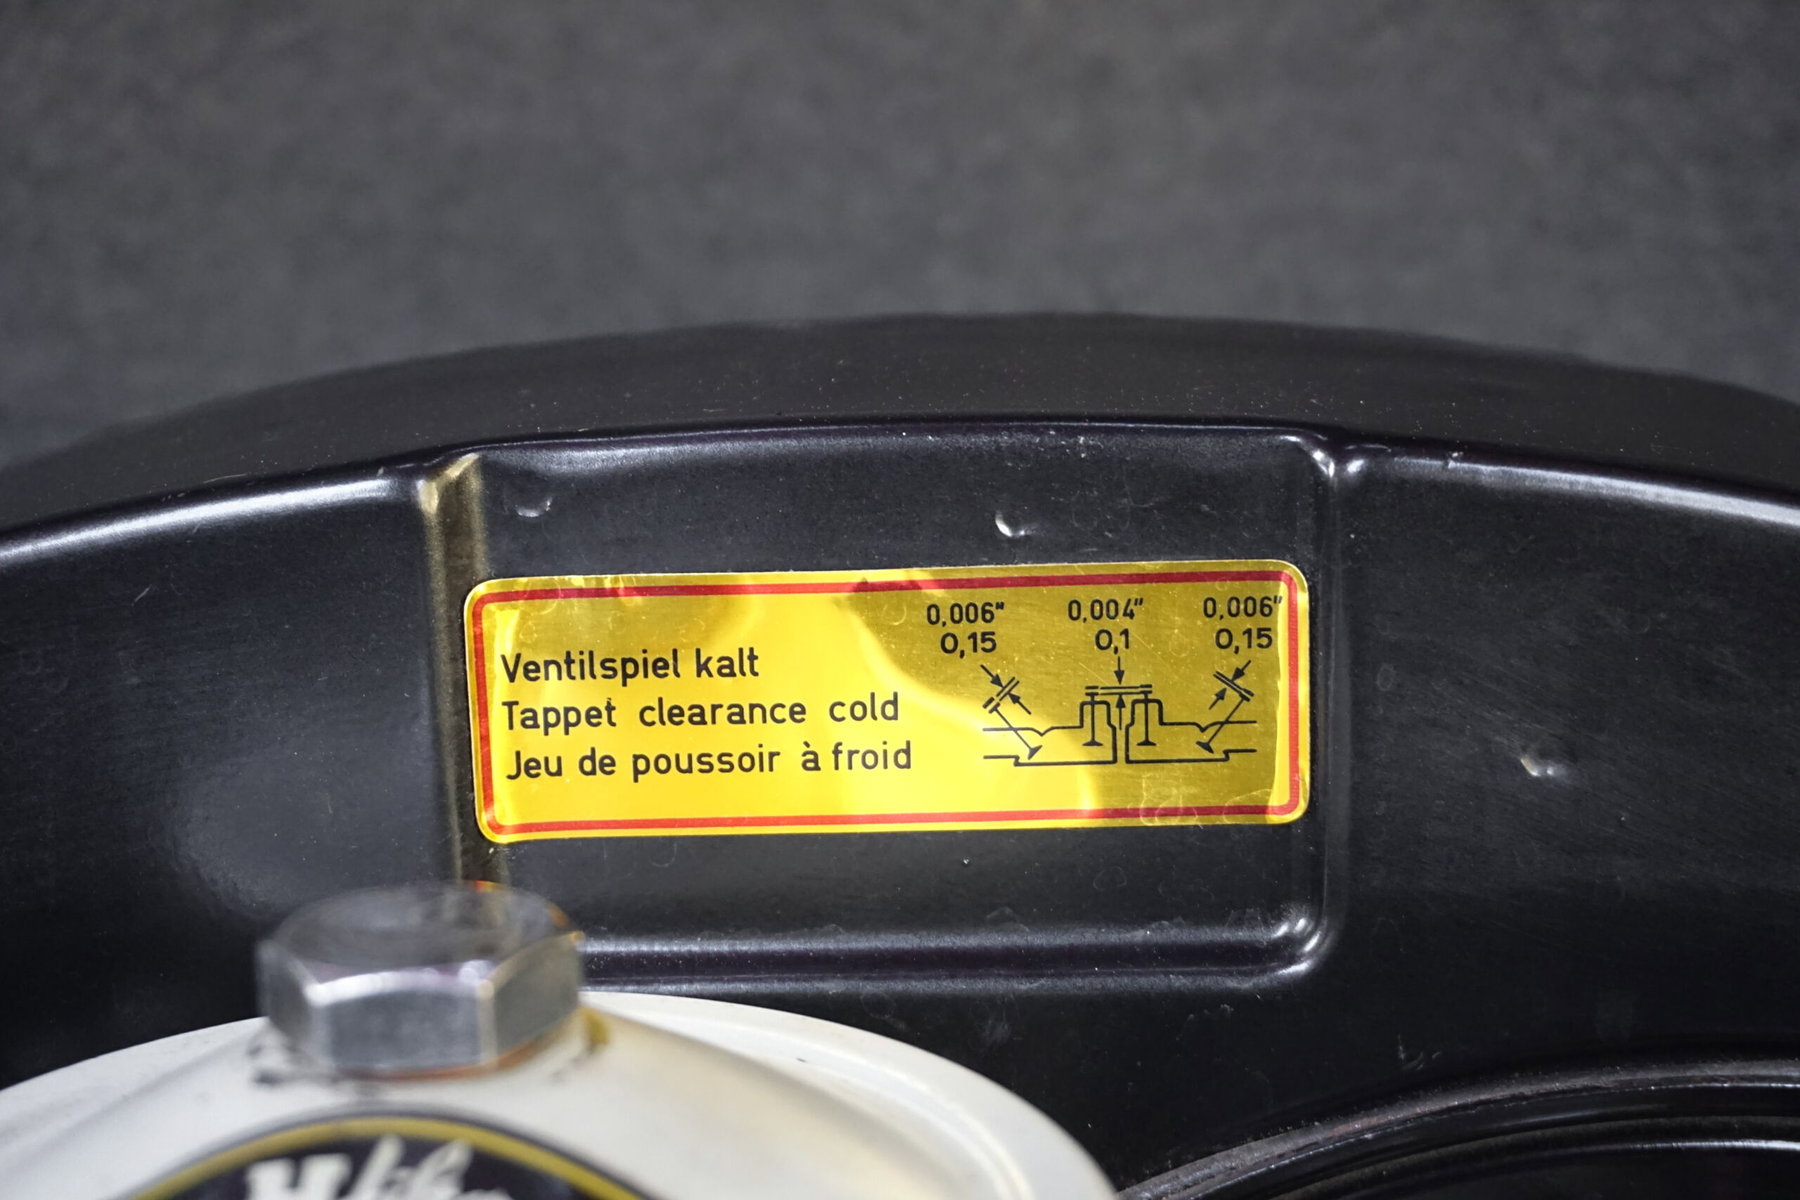 Ventilspiel kalt
Tappet clearance cold
Jeu de poussoir à froid
0,006" 0,004" 0,006"
0,15 0,1 0,15